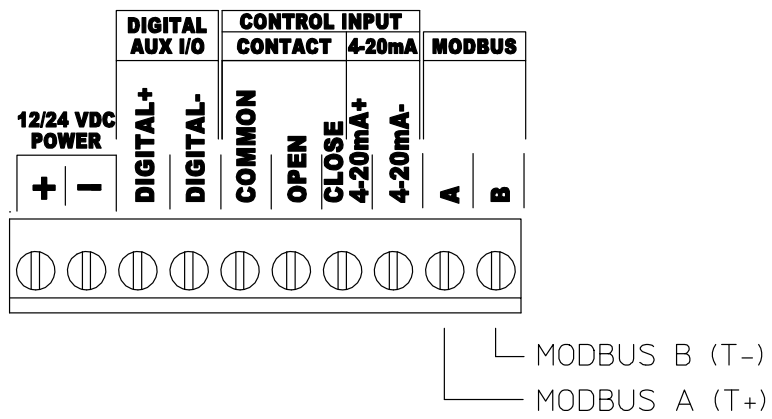 DIGITAL
AUX I/O
CONTROL INPUT
CONTACT
4-20mA
MODBUS
12/24 VDC
POWER
+
−
DIGITAL+
DIGITAL-
COMMON
OPEN
CLOSE
4-20mA+
4-20mA-
A
B
MODBUS B (T-)
MODBUS A (T+)